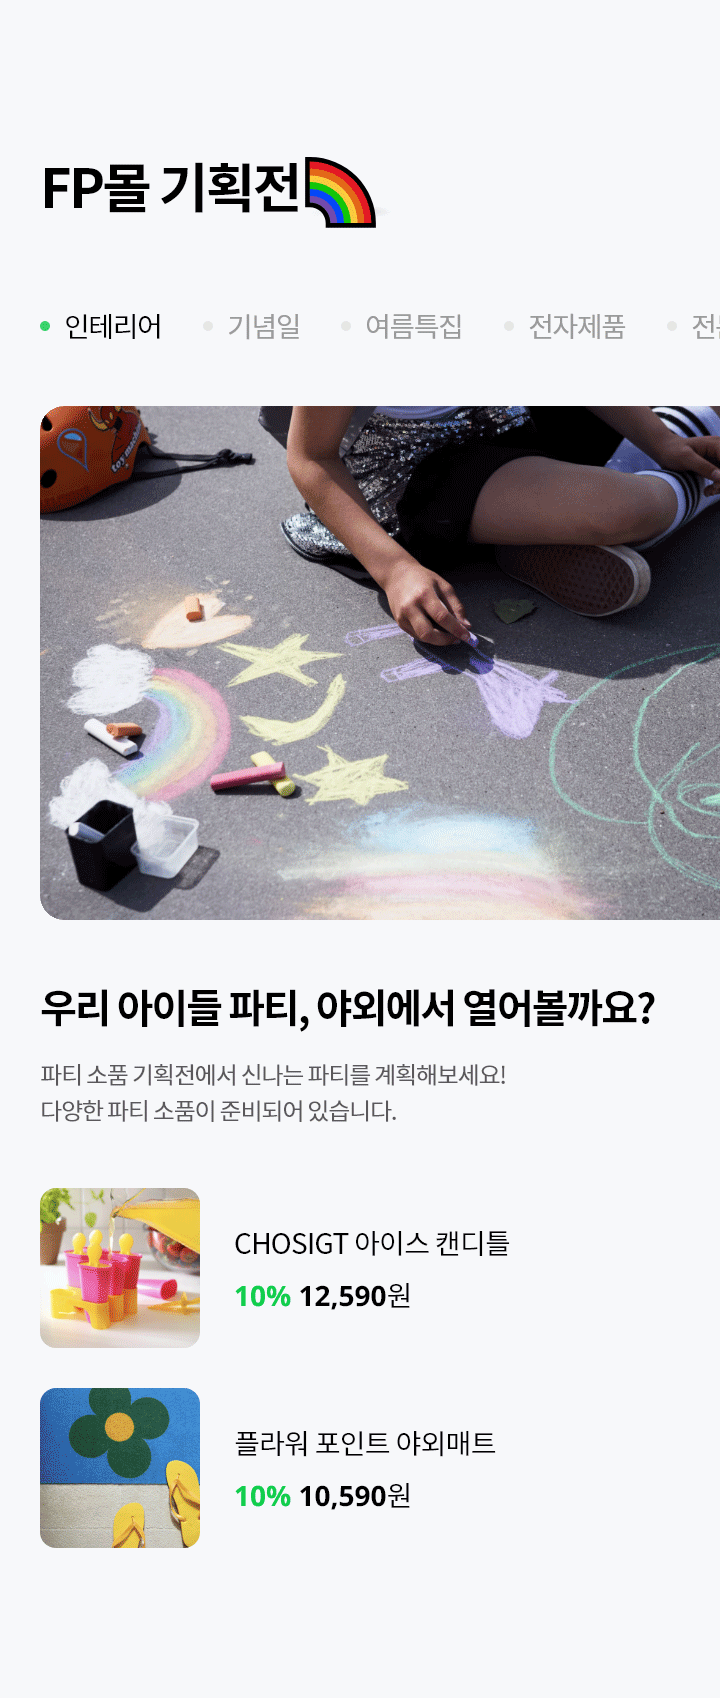 FP몰 기획전
인테리어 기념일 여름특집 전자제품
toy machine
우리 아이들 파티, 야외에서 열어볼까요?
파티 소품 기획전에서 신나는 파티를 계획해보세요!
다양한 파티 소품이 준비되어 있습니다.
CHOSIGT 아이스 캔디틀
10% 12,590원
플라워 포인트 야외매트
10% 10,590원